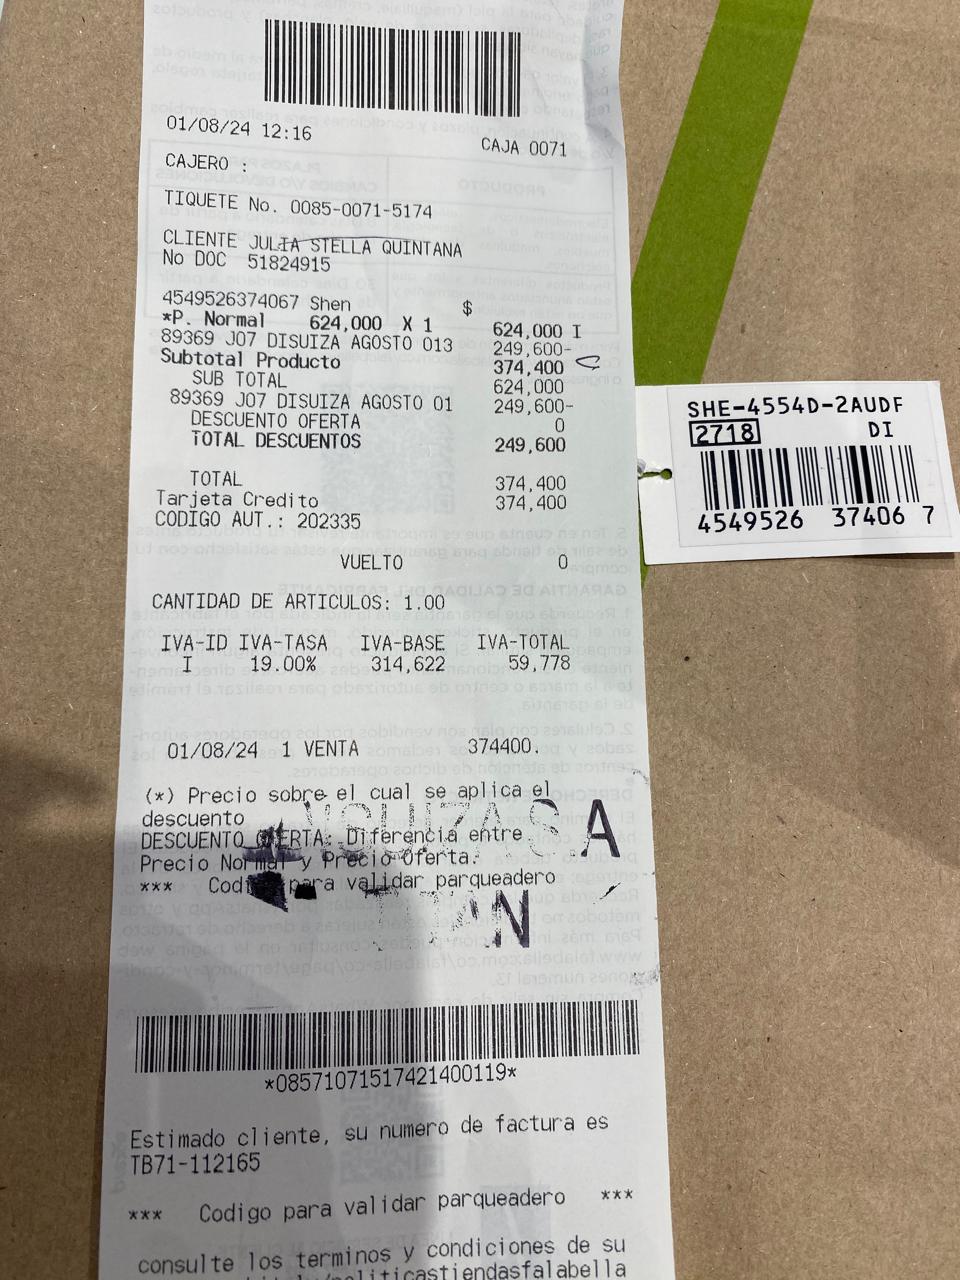 01/08/24 12:16 CAJA 0071
CAJERO :
TIQUETE No. 0085-0071-5174
CLIENTE JULIA STELLA QUINTANA
No DOC 51824915
4549526374067 Shen $
*P. Normal 624,000 X 1 624,000 I
89369 J07 DISUIZA AGOSTO 013 249,600-
Subtotal Producto 374,400
SUB TOTAL 624,000
89369 J07 DISUIZA AGOSTO 01 249,600-
DESCUENTO OFERTA 0
TOTAL DESCUENTOS 249,600
TOTAL 374,400
Tarjeta Credito 374,400
CODIGO AUT.: 202335
VUELTO 0
CANTIDAD DE ARTICULOS: 1.00
IVA-ID IVA-TASA IVA-BASE IVA-TOTAL
I 19.00% 314,622 59,778
01/08/24 1 VENTA 374400.
(*) Precio sobre el cual se aplica el
descuento
DESCUENTO OFERTA: Diferencia entre
Precio Normal y Precio Oferta.
*** Codigo para validar parqueadero
*08571071517421400119*
Estimado cliente, su numero de factura es
TB71-112165
*** Codigo para validar parqueadero ***
consulte los terminos y condiciones de su
SHE-4554D-2AUDF
2718 DI
4549526 37406 7